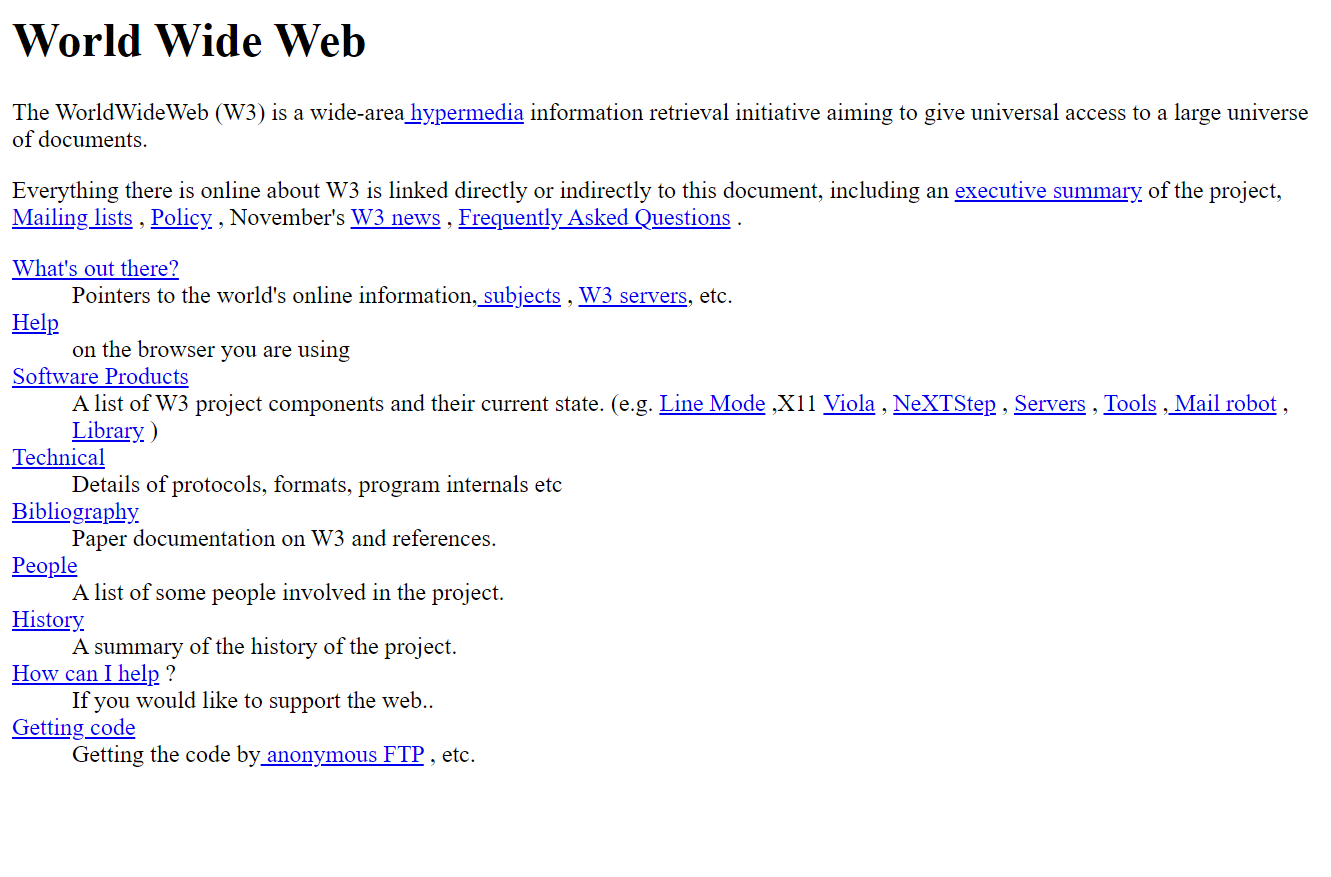 World Wide Web
The WorldWideWeb (W3) is a wide-area hypermedia information retrieval initiative aiming to give universal access to a large universe
of documents.
Everything there is online about W3 is linked directly or indirectly to this document, including an executive summary of the project,
Mailing lists , Policy , November's W3 news , Frequently Asked Questions .
What's out there?
Pointers to the world's online information, subjects , W3 servers, etc.
Help
on the browser you are using
Software Products
A list of W3 project components and their current state. (e.g. Line Mode ,X11 Viola , NeXTStep , Servers , Tools , Mail robot ,
Library )
Technical
Details of protocols, formats, program internals etc
Bibliography
Paper documentation on W3 and references.
People
A list of some people involved in the project.
History
A summary of the history of the project.
How can I help ?
If you would like to support the web..
Getting code
Getting the code by anonymous FTP , etc.